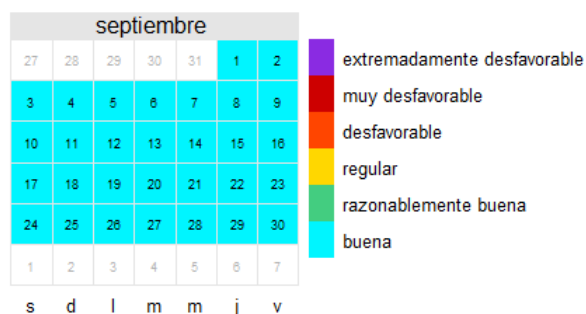 septiembre
27 28 29 30 31 1 2
3 4 5 6 7 8 9
10 11 12 13 14 15 16
17 18 19 20 21 22 23
24 25 26 27 28 29 30
1 2 3 4 5 6 7
s d l m m j v
extremadamente desfavorable
muy desfavorable
desfavorable
regular
razonablemente buena
buena